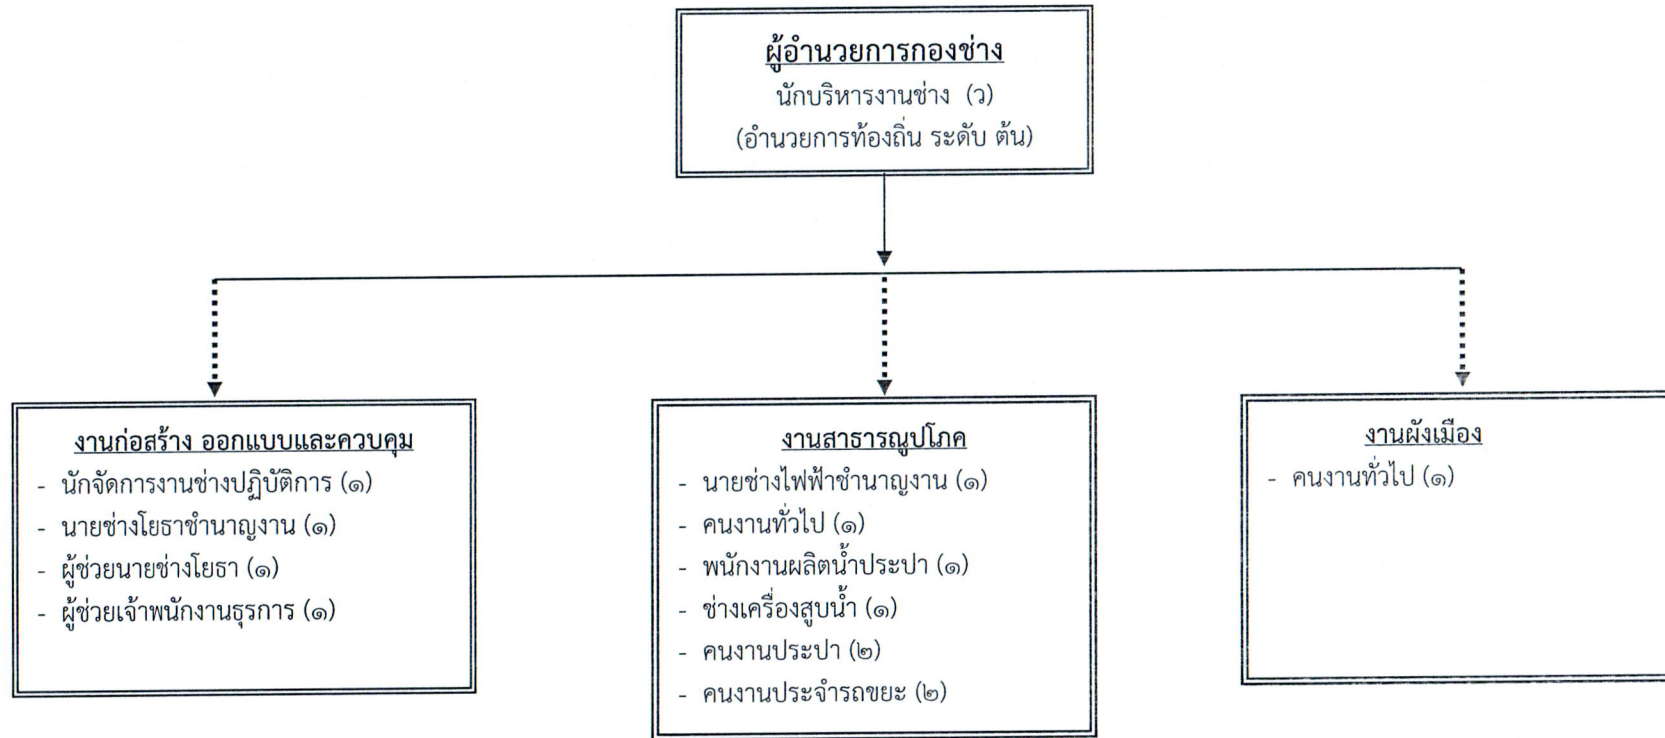 ผู้อำนวยการกองช่าง
นักบริหารงานช่าง (ว)
(อำนวยการท้องถิ่น ระดับ ต้น)
งานก่อสร้าง ออกแบบและควบคุม
- นักจัดการงานช่างปฏิบัติการ (๑)
- นายช่างโยธาชำนาญงาน (๑)
- ผู้ช่วยนายช่างโยธา (๑)
- ผู้ช่วยเจ้าพนักงานธุรการ (๑)
งานสาธารณูปโภค
- นายช่างไฟฟ้าชำนาญงาน (๑)
- คนงานทั่วไป (๑)
- พนักงานผลิตน้ำประปา (๑)
- ช่างเครื่องสูบน้ำ (๑)
- คนงานประปา (๒)
- คนงานประจำรถขยะ (๒)
งานผังเมือง
- คนงานทั่วไป (๑)